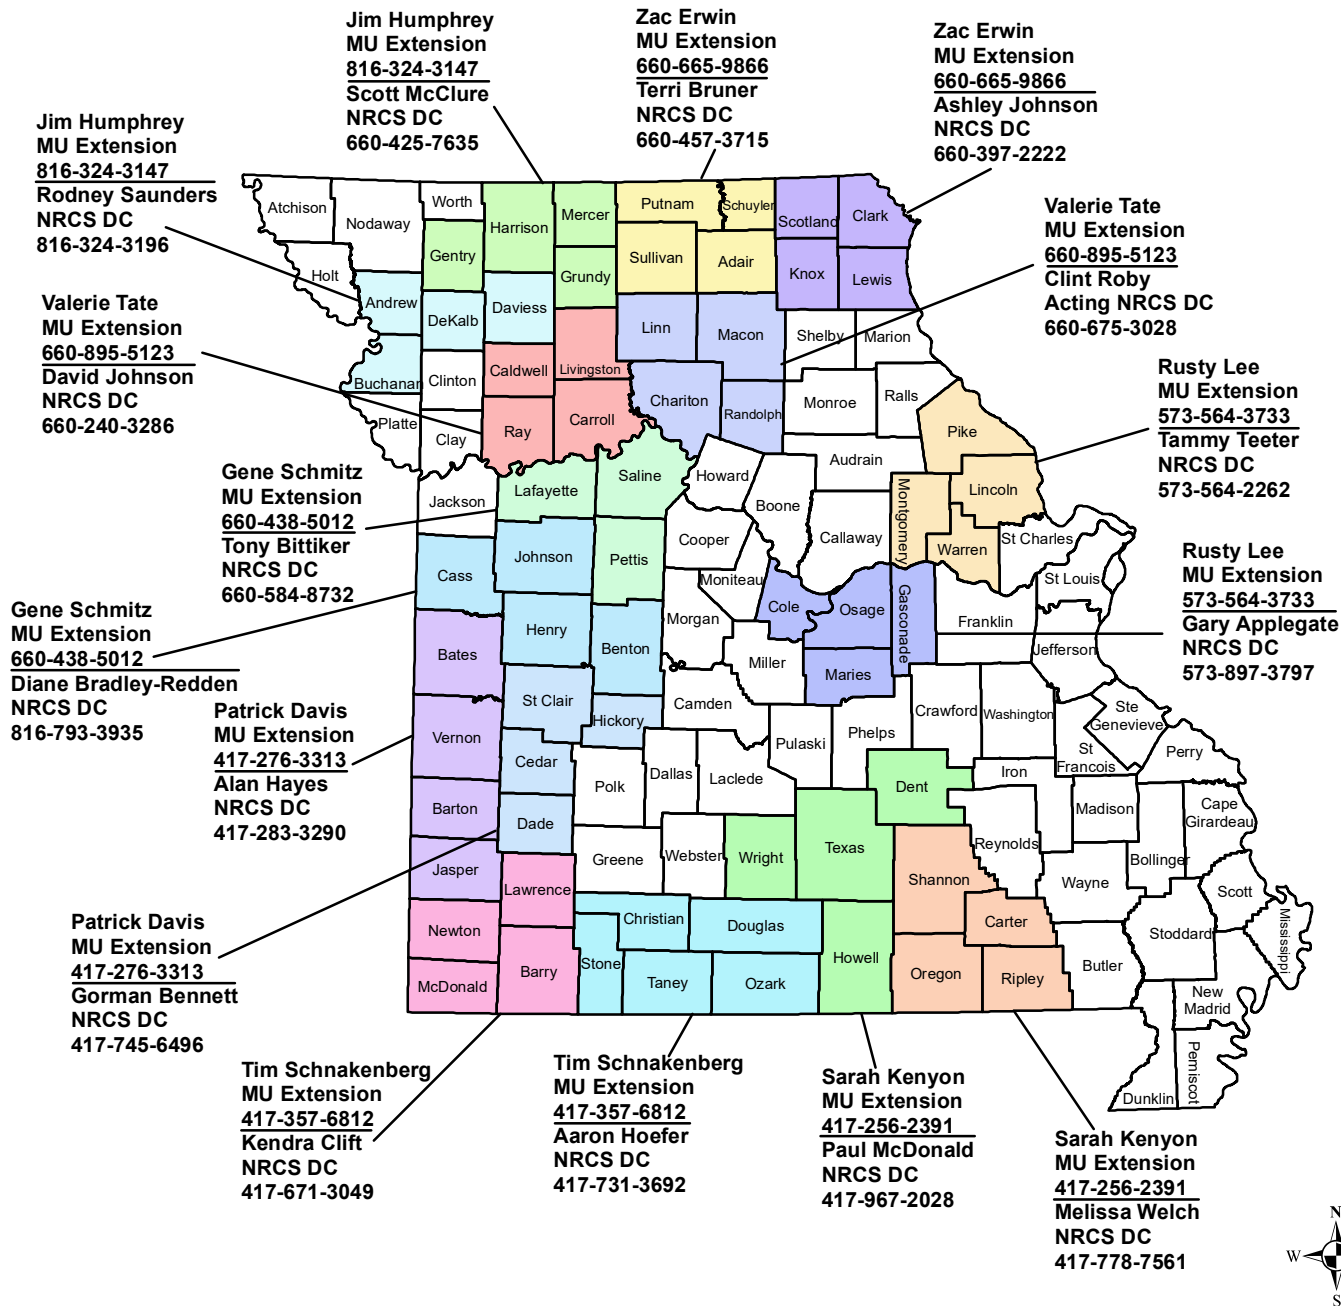 Jim Humphrey
MU Extension
816-324-3147
Scott McClure
NRCS DC
660-425-7635
Zac Erwin
MU Extension
660-665-9866
Terri Bruner
NRCS DC
660-457-3715
Zac Erwin
MU Extension
660-665-9866
Ashley Johnson
NRCS DC
660-397-2222
Jim Humphrey
MU Extension
816-324-3147
Rodney Saunders
NRCS DC
816-324-3196
Valerie Tate
MU Extension
660-895-5123
Clint Roby
Acting NRCS DC
660-675-3028
Valerie Tate
MU Extension
660-895-5123
David Johnson
NRCS DC
660-240-3286
Rusty Lee
MU Extension
573-564-3733
Tammy Teeter
NRCS DC
573-564-2262
Gene Schmitz
MU Extension
660-438-5012
Tony Bittiker
NRCS DC
660-584-8732
Rusty Lee
MU Extension
573-564-3733
Gary Applegate
NRCS DC
573-897-3797
Gene Schmitz
MU Extension
660-438-5012
Diane Bradley-Redden
NRCS DC
816-793-3935
Patrick Davis
MU Extension
417-276-3313
Alan Hayes
NRCS DC
417-283-3290
Patrick Davis
MU Extension
417-276-3313
Gorman Bennett
NRCS DC
417-745-6496
Tim Schnakenberg
MU Extension
417-357-6812
Kendra Clift
NRCS DC
417-671-3049
Tim Schnakenberg
MU Extension
417-357-6812
Aaron Hoefer
NRCS DC
417-731-3692
Sarah Kenyon
MU Extension
417-256-2391
Paul McDonald
NRCS DC
417-967-2028
Sarah Kenyon
MU Extension
417-256-2391
Melissa Welch
NRCS DC
417-778-7561
Atchison
Nodaway
Worth
Harrison
Mercer
Putnam
Schuyler
Scotland
Clark
Gentry
Holt
Grundy
Sullivan
Adair
Knox
Lewis
Andrew
DeKalb
Daviess
Linn
Macon
Shelby
Marion
Buchanan
Clinton
Caldwell
Livingston
Chariton
Randolph
Monroe
Ralls
Platte
Clay
Ray
Carroll
Pike
Howard
Audrain
Jackson
Lafayette
Saline
Boone
Montgomery
Lincoln
Cooper
Callaway
Warren
St Charles
Cass
Johnson
Pettis
Moniteau
St Louis
Cole
Osage
Gasconade
Franklin
Morgan
Henry
Benton
Bates
Miller
Maries
Jefferson
St Clair
Hickory
Camden
Crawford
Washington
Ste
Genevieve
Vernon
Cedar
Pulaski
Phelps
St
Francois
Perry
Polk
Dallas
Laclede
Dent
Iron
Barton
Dade
Madison
Cape
Girardeau
Greene
Webster
Wright
Texas
Reynolds
Bollinger
Jasper
Lawrence
Shannon
Wayne
Scott
Newton
Christian
Douglas
Carter
Stoddard
Mississippi
McDonald
Barry
Stone
Taney
Ozark
Howell
Oregon
Ripley
Butler
New
Madrid
Pemiscot
Dunklin
N
W
S